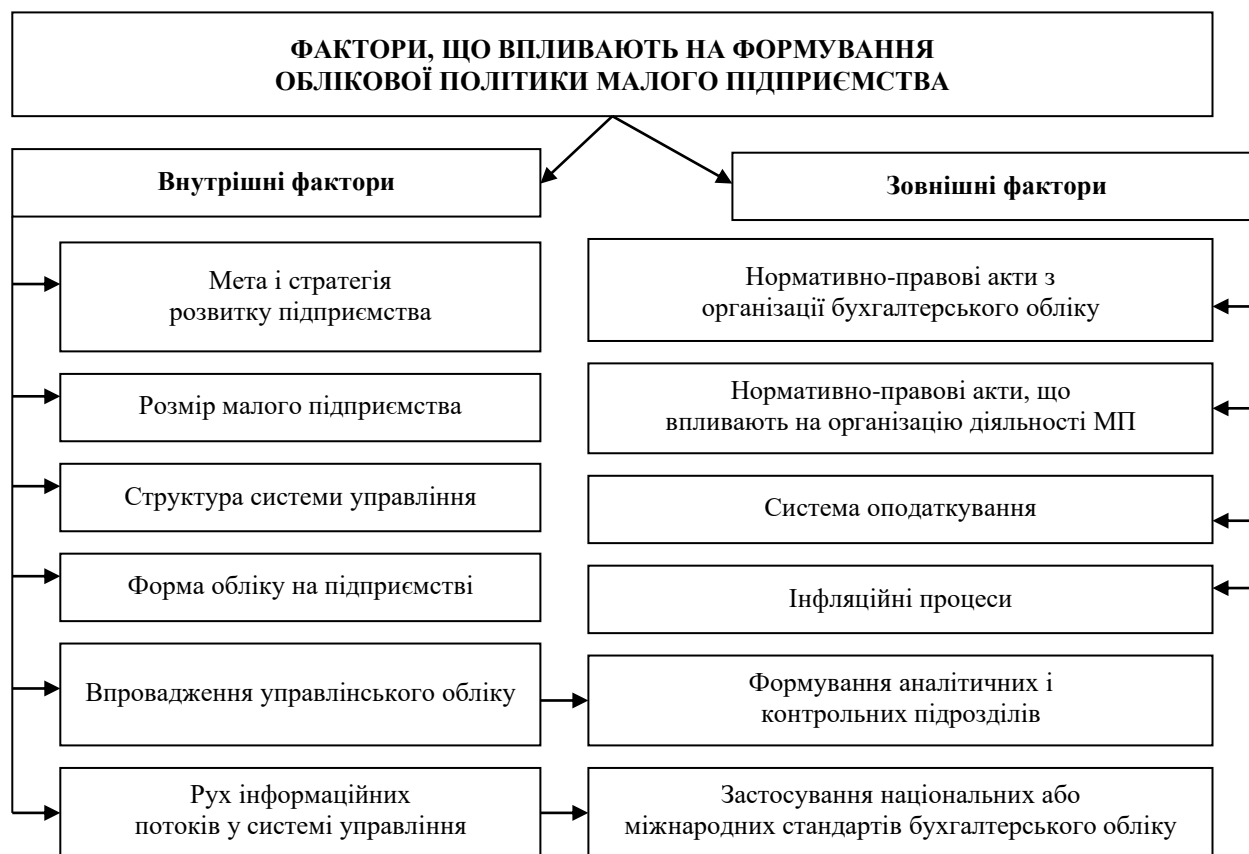 ФАКТОРИ, ЩО ВПЛИВАЮТЬ НА ФОРМУВАННЯ
ОБЛІКОВОЇ ПОЛІТИКИ МАЛОГО ПІДПРИЄМСТВА
Внутрішні фактори
Зовнішні фактори
Мета і стратегія
розвитку підприємства
Розмір малого підприємства
Структура системи управління
Форма обліку на підприємстві
Впровадження управлінського обліку
Рух інформаційних
потоків у системі управління
Нормативно-правові акти з
організації бухгалтерського обліку
Нормативно-правові акти, що
впливають на організацію діяльності МП
Система оподаткування
Інфляційні процеси
Формування аналітичних і
контрольних підрозділів
Застосування національних або
міжнародних стандартів бухгалтерського обліку